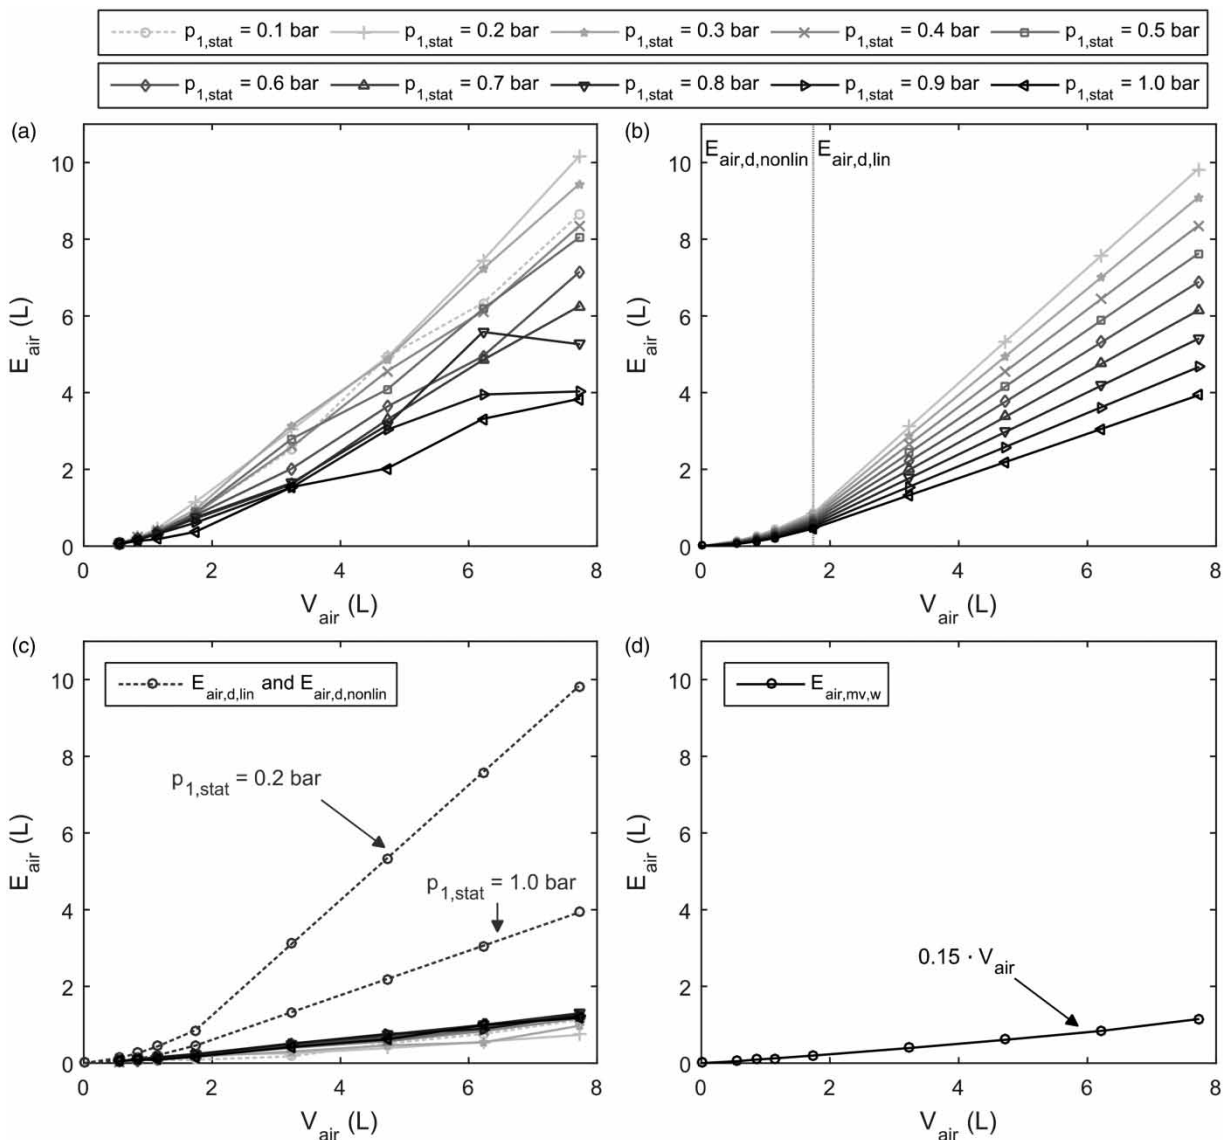 p1,stat = 0.1 bar p1,stat = 0.2 bar p1,stat = 0.3 bar p1,stat = 0.4 bar p1,stat = 0.5 bar
p1,stat = 0.6 bar p1,stat = 0.7 bar p1,stat = 0.8 bar p1,stat = 0.9 bar p1,stat = 1.0 bar
(a)
10
8
6
4
2
0
Eair (L)
0 2 4 6 8
Vair (L)
(b)
Eair,d,nonlin Eair,d,lin
10
8
6
4
2
0
Eair (L)
0 2 4 6 8
Vair (L)
(c)
Eair,d,lin and Eair,d,nonlin
p1,stat = 0.2 bar
p1,stat = 1.0 bar
10
8
6
4
2
0
Eair (L)
0 2 4 6 8
Vair (L)
(d)
Eair,mv,w
0.15 · Vair
10
8
6
4
2
0
Eair (L)
0 2 4 6 8
Vair (L)